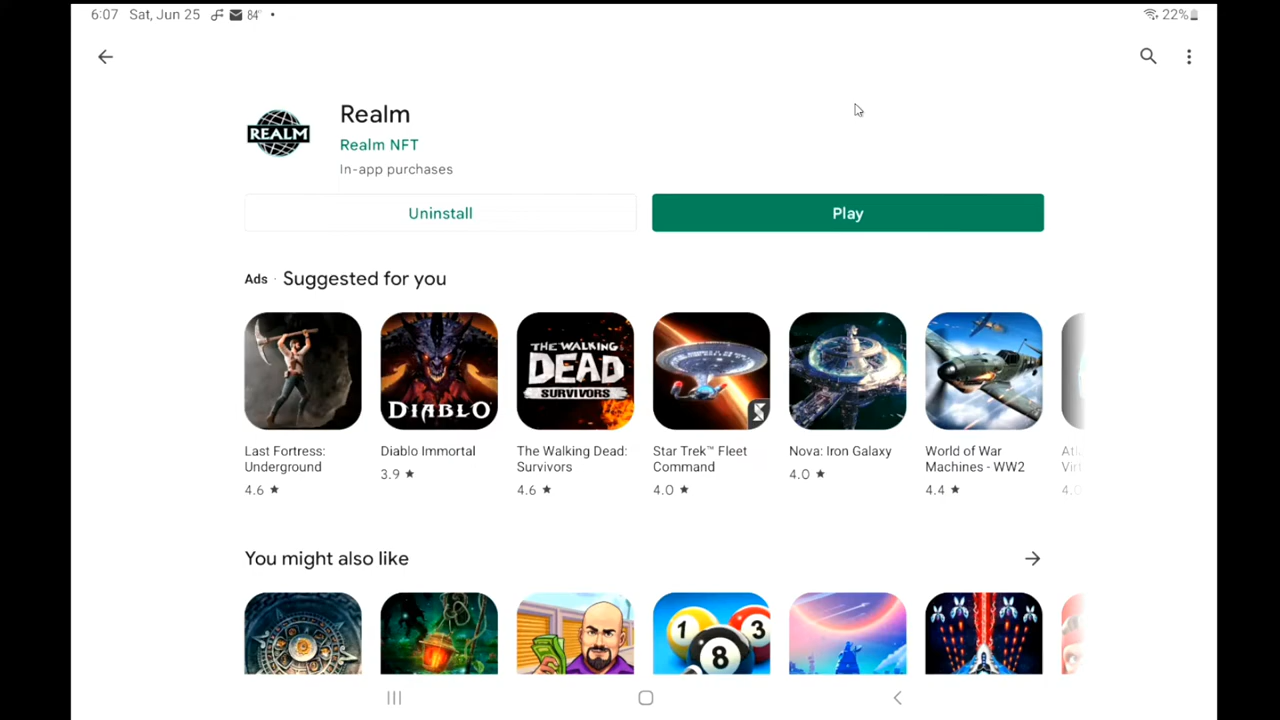 6:07 Sat, Jun 25 84°
22%
REALM
Realm
Realm NFT
In-app purchases
Uninstall
Play
Ads · Suggested for you
DIABLO
THE WALKING
DEAD
SURVIVORS
Last Fortress:
Underground
4.6 ★
Diablo Immortal
3.9 ★
The Walking Dead:
Survivors
4.6 ★
Star Trek™ Fleet
Command
4.0 ★
Nova: Iron Galaxy
4.0 ★
World of War
Machines - WW2
4.4 ★
4.0
You might also like
1
3
8